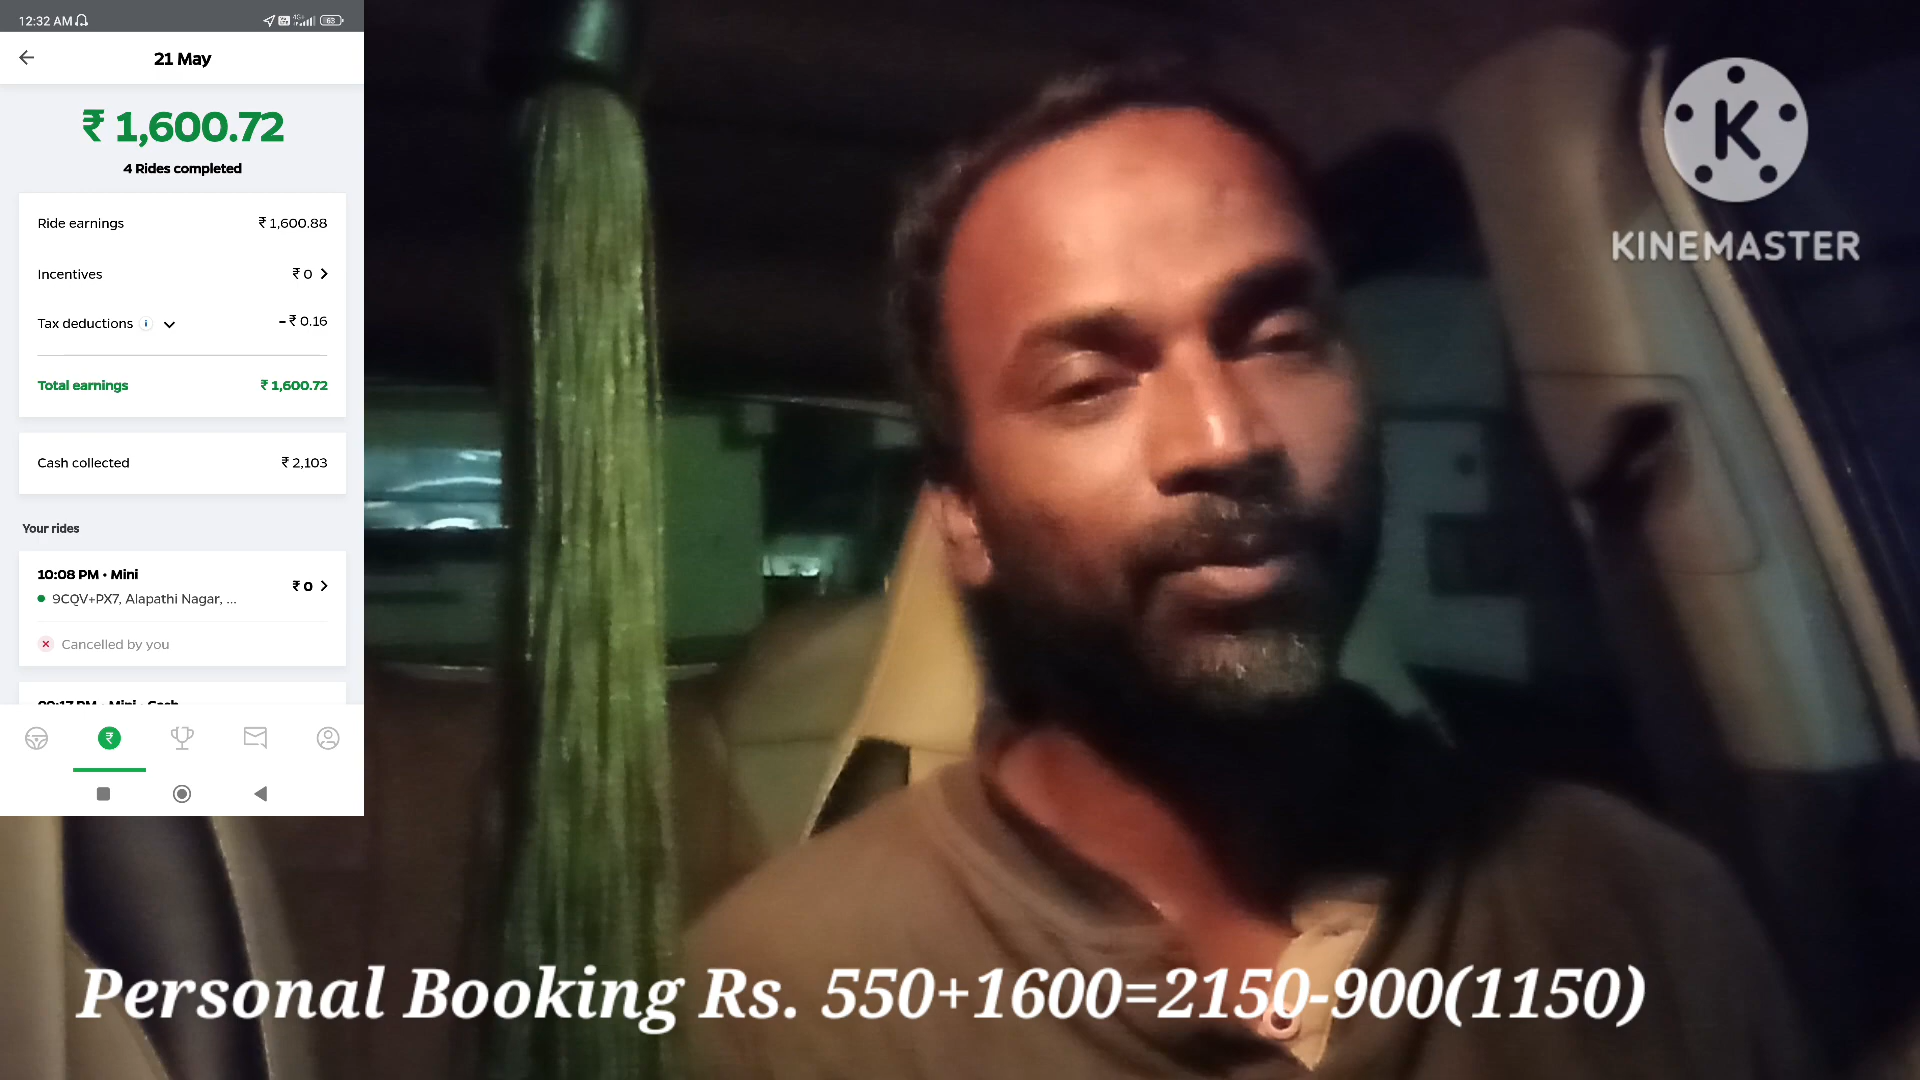 12:32 AM
63
21 May
₹ 1,600.72
4 Rides completed
Ride earnings ₹ 1,600.88
Incentives ₹ 0
Tax deductions i -₹ 0.16
Total earnings ₹ 1,600.72
Cash collected ₹ 2,103
Your rides
10:08 PM • Mini ₹ 0
9CQV+PX7, Alapathi Nagar, ...
Cancelled by you
K
KINEMASTER
Personal Booking Rs. 550+1600=2150-900(1150)